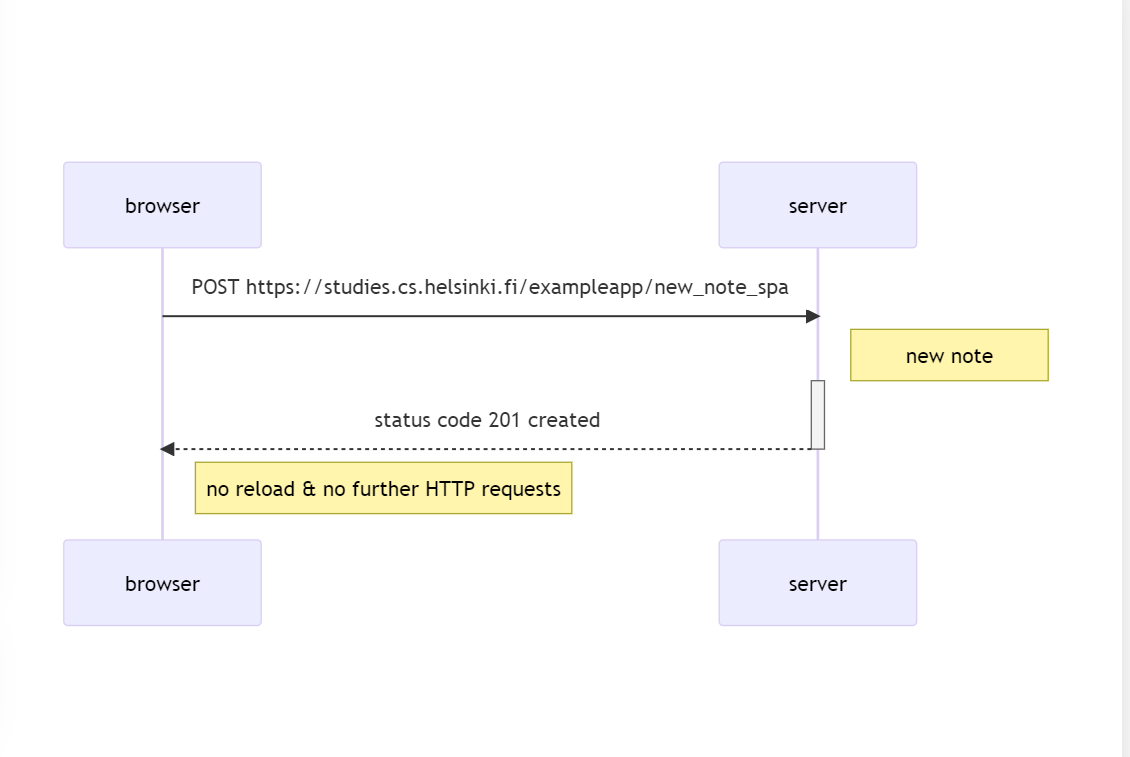 browser
server
POST https://studies.cs.helsinki.fi/exampleapp/new_note_spa
new note
status code 201 created
no reload & no further HTTP requests
browser
server